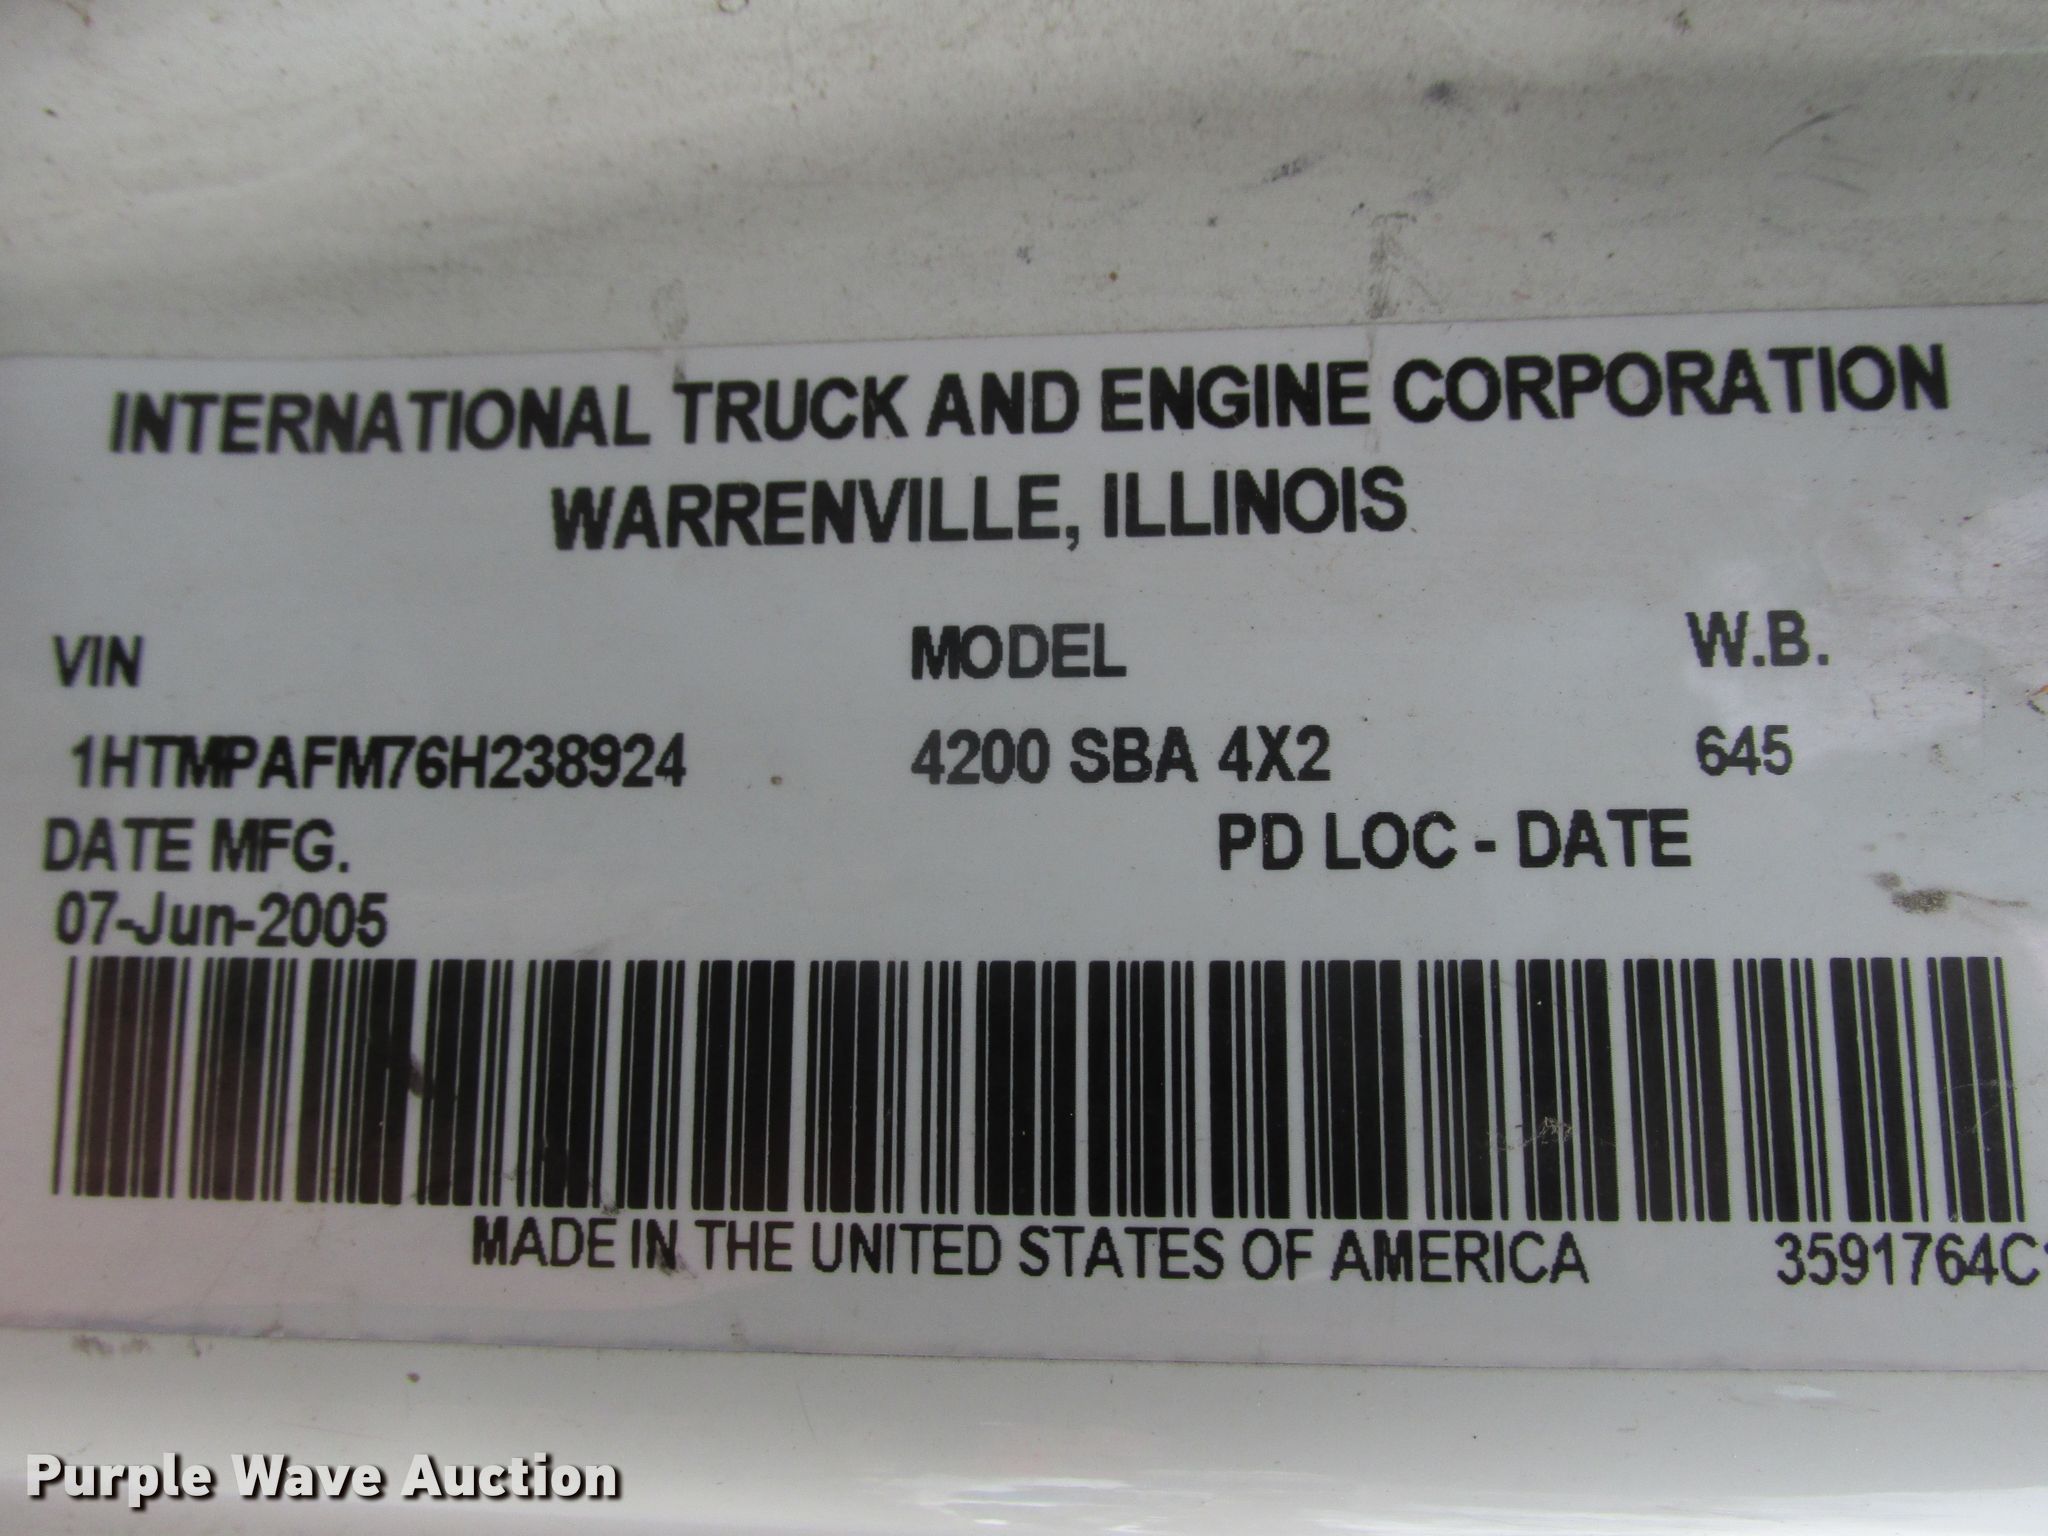 INTERNATIONAL TRUCK AND ENGINE CORPORATION
WARRENVILLE, ILLINOIS
VIN MODEL W.B.
1HTMPAFM76H238924 4200 SBA 4X2 645
DATE MFG. PD LOC - DATE
07-Jun-2005
MADE IN THE UNITED STATES OF AMERICA 3591764C1
Purple Wave Auction